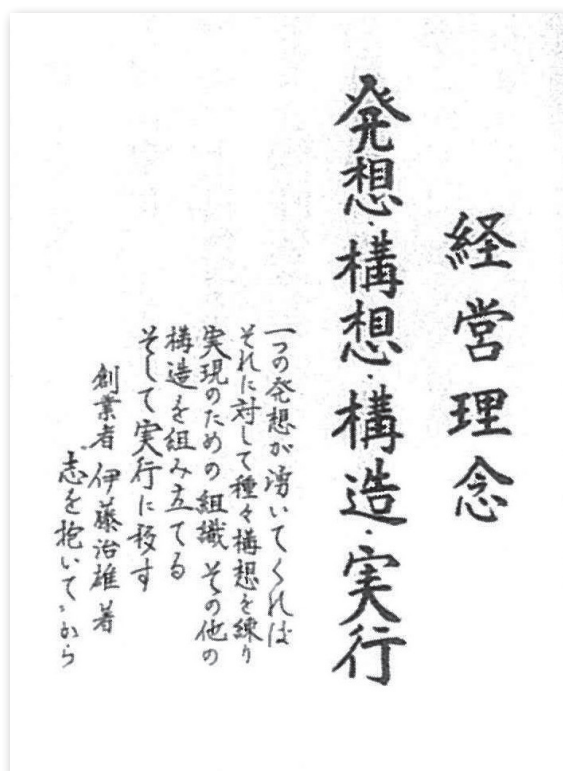 経営理念
発想・構想・構造・実行
一つの発想が湧いてくれば
それに対して種々構想を練り
実現のための組織その他の
構造を組み立てる
そして実行に移す
創業者 伊藤治雄 著
志を抱いて、から